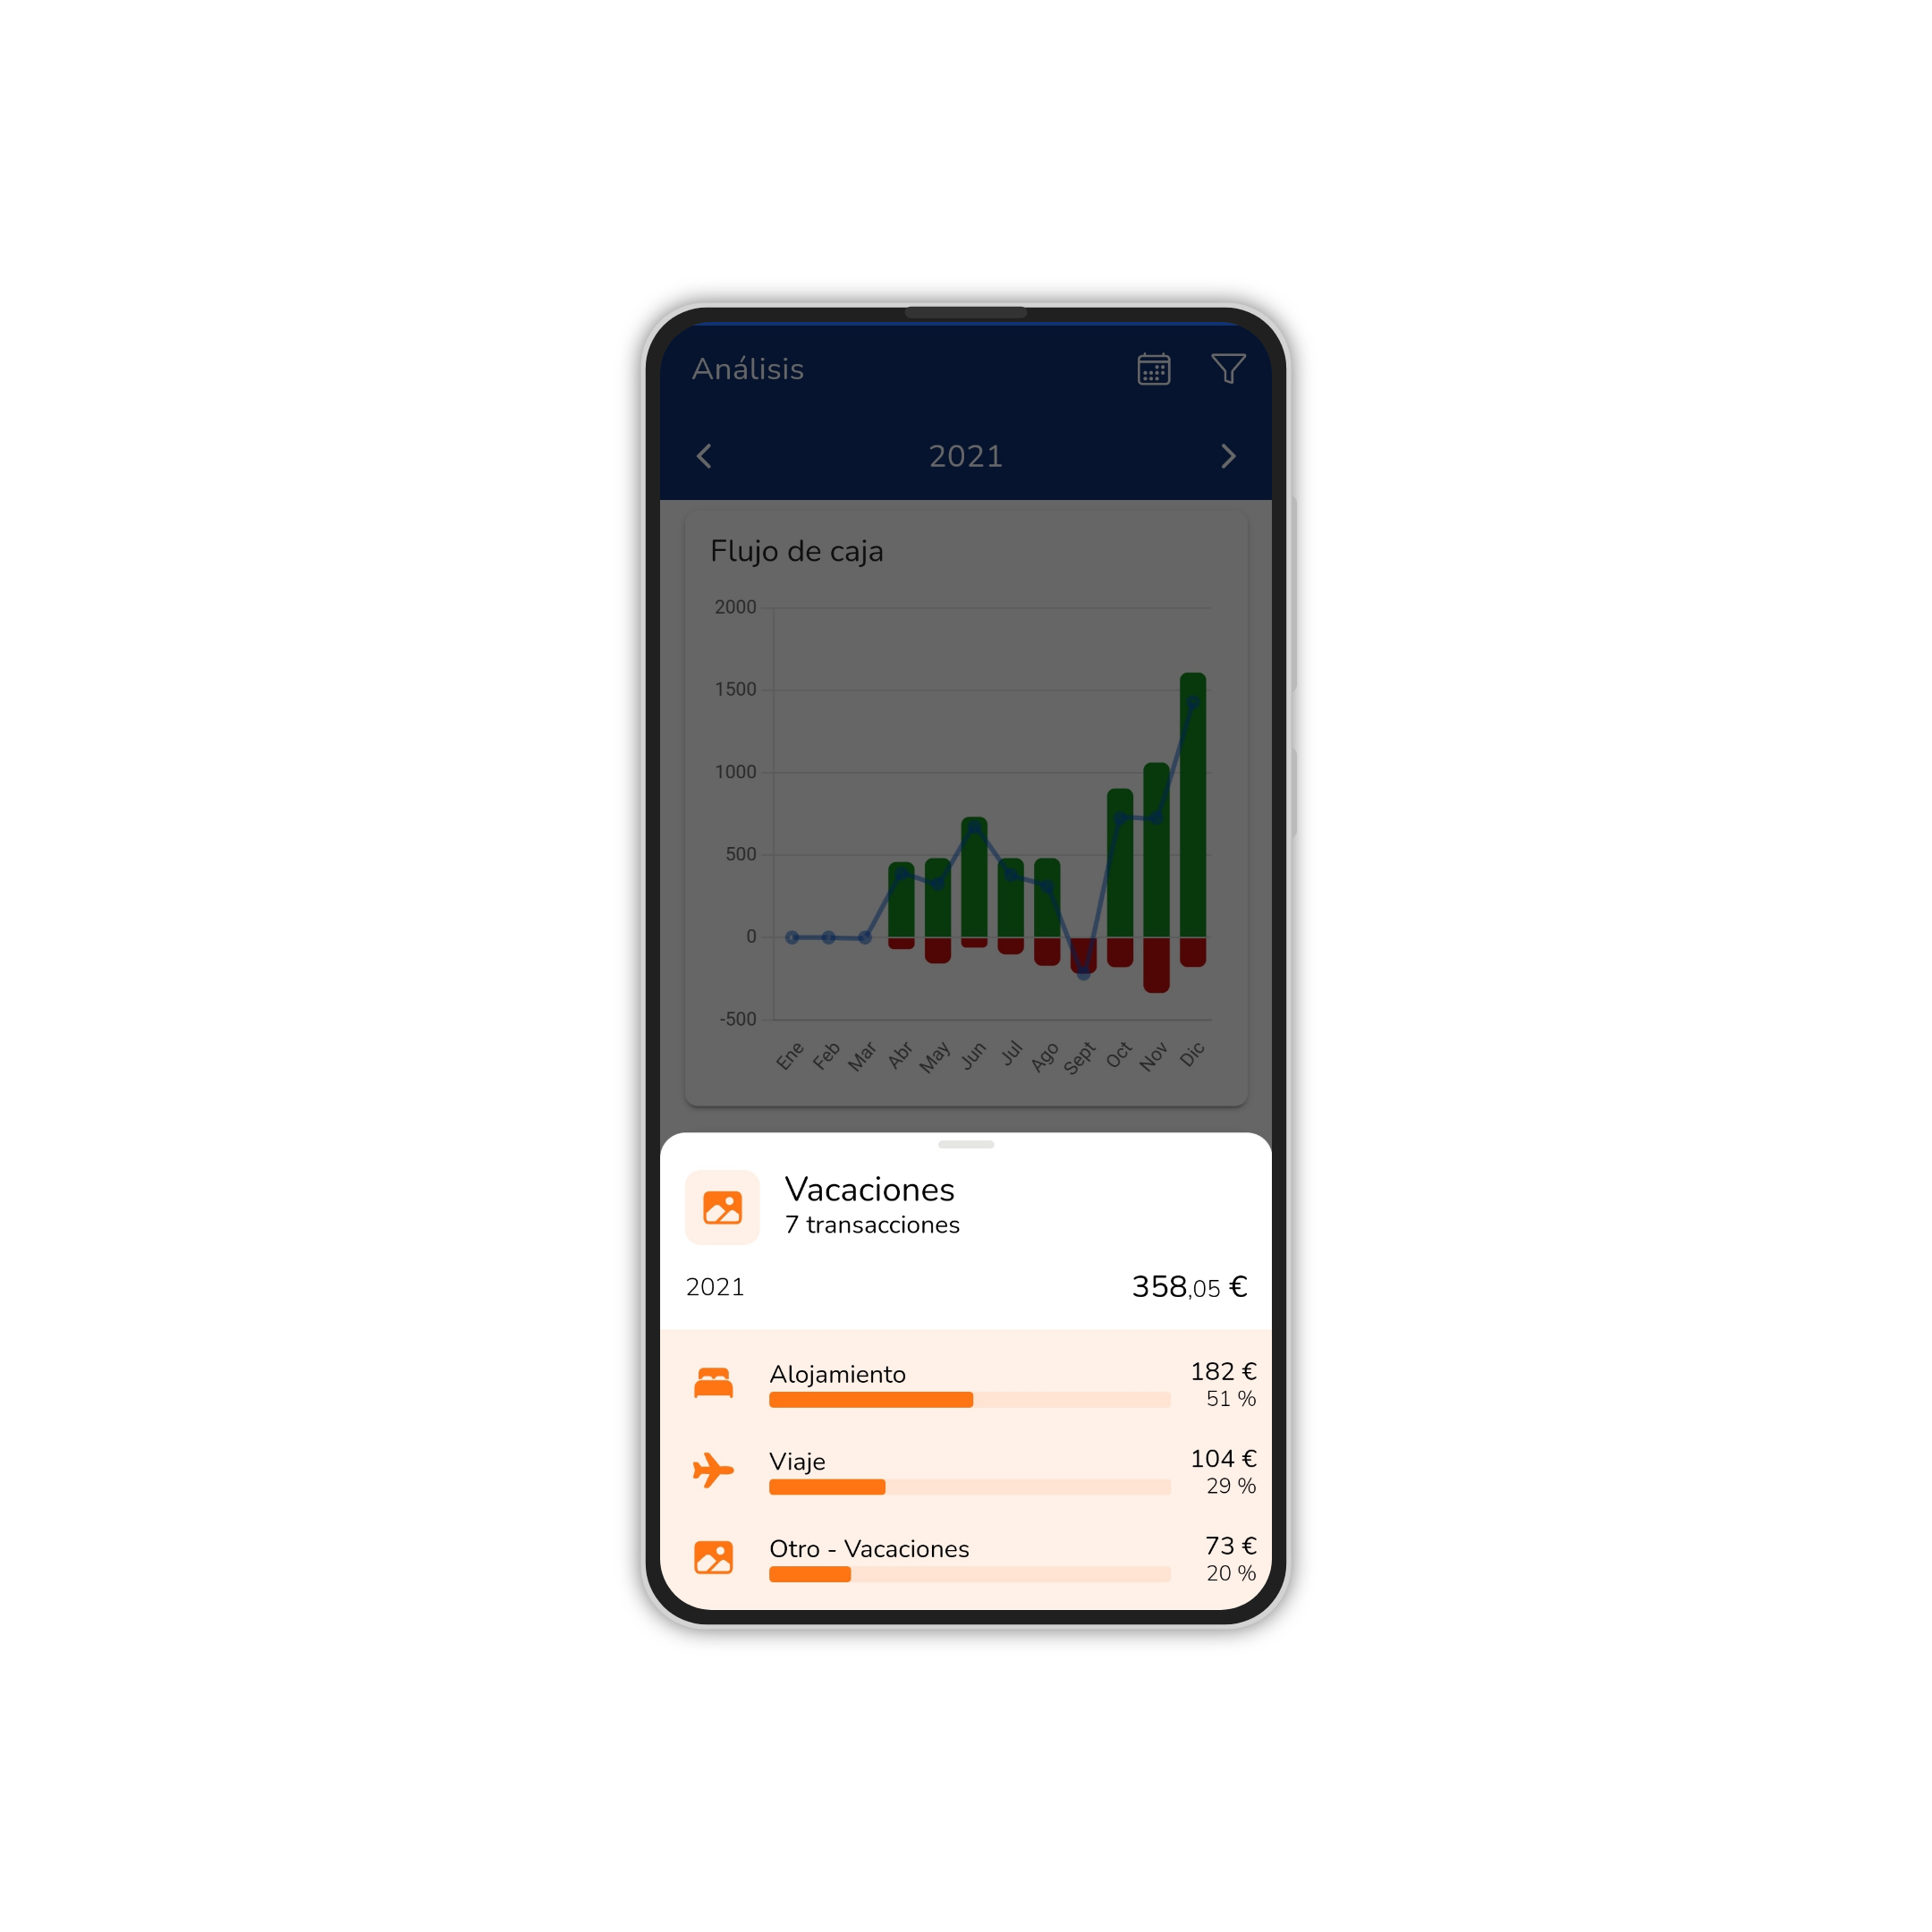 Análisis
2021
Flujo de caja
2000
1500
1000
500
0
-500
Ene Feb Mar Abr May Jun Jul Ago Sept Oct Nov Dic
Vacaciones
7 transacciones
2021 358,05 €
Alojamiento 182 €
51 %
Viaje 104 €
29 %
Otro - Vacaciones 73 €
20 %